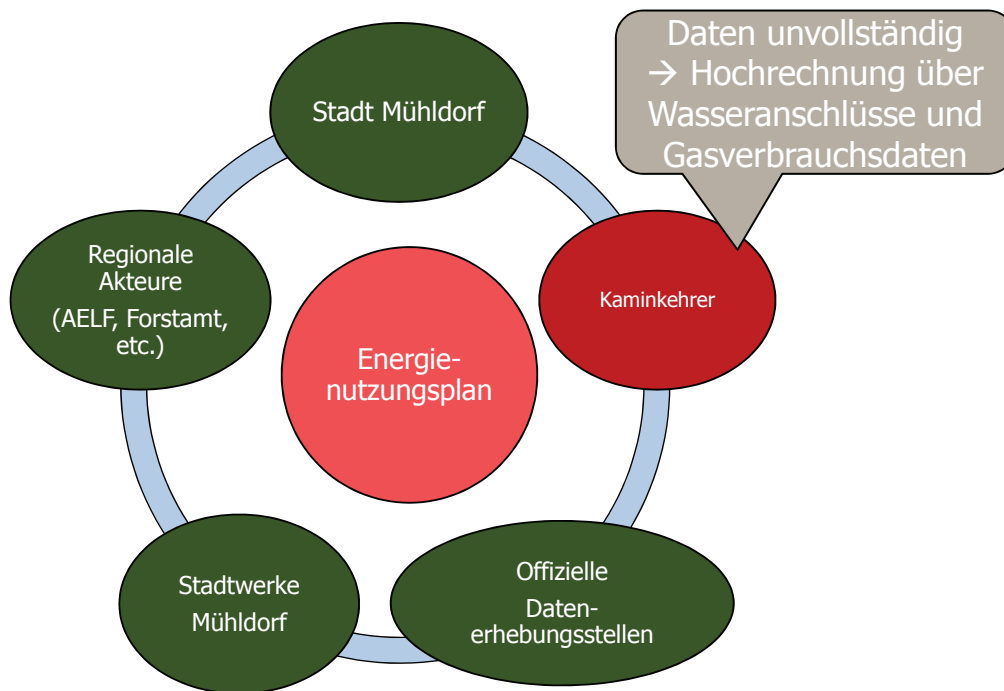 Daten unvollständig
→ Hochrechnung über
Wasseranschlüsse und
Gasverbrauchsdaten
Stadt Mühldorf
Regionale
Akteure
(AELF, Forstamt,
etc.)
Kaminkehrer
Energie-
nutzungsplan
Stadtwerke
Mühldorf
Offizielle
Daten-
erhebungsstellen